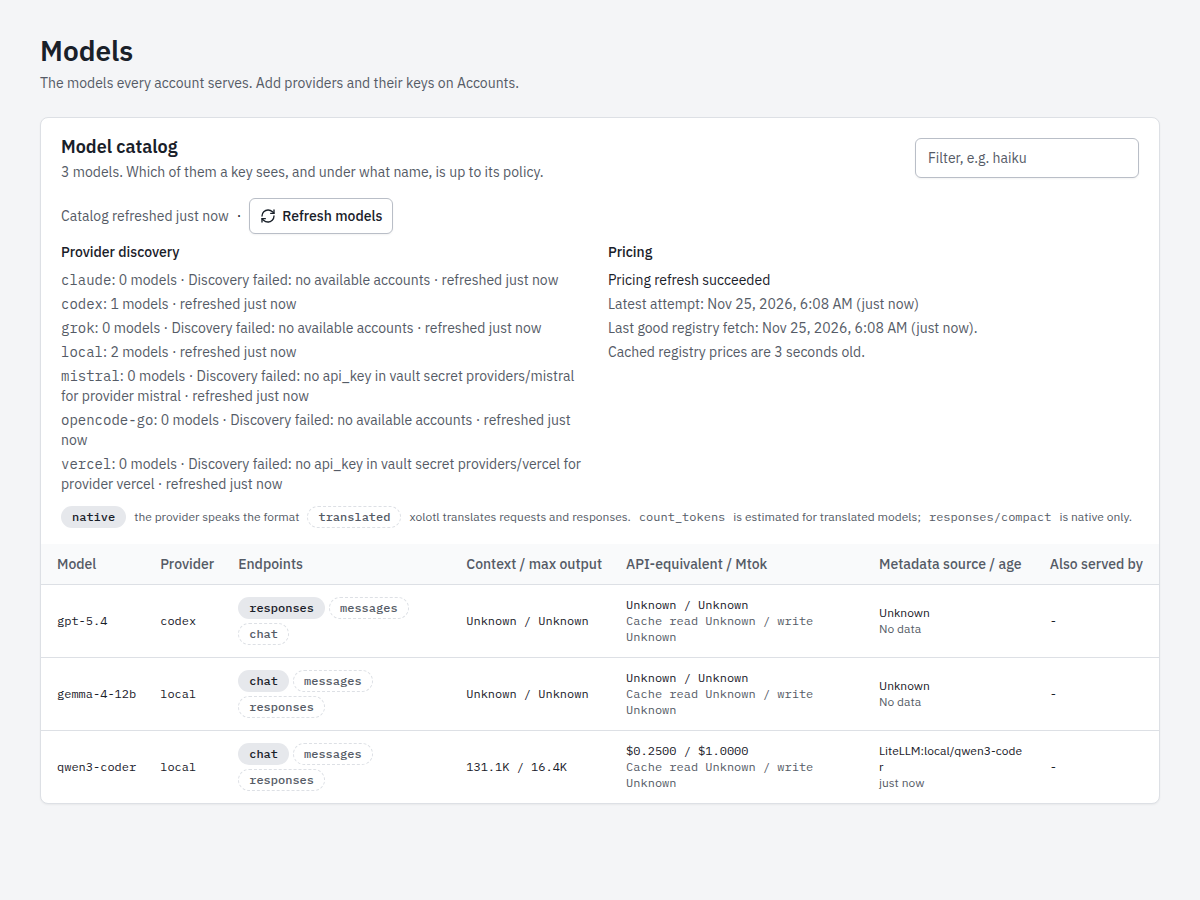 Models
The models every account serves. Add providers and their keys on Accounts.
Model catalog
3 models. Which of them a key sees, and under what name, is up to its policy.
Filter, e.g. haiku
Catalog refreshed just now · Refresh models
Provider discovery
claude: 0 models · Discovery failed: no available accounts · refreshed just now
codex: 1 models · refreshed just now
grok: 0 models · Discovery failed: no available accounts · refreshed just now
local: 2 models · refreshed just now
mistral: 0 models · Discovery failed: no api_key in vault secret providers/mistral
for provider mistral · refreshed just now
opencode-go: 0 models · Discovery failed: no available accounts · refreshed just
now
vercel: 0 models · Discovery failed: no api_key in vault secret providers/vercel for
provider vercel · refreshed just now
Pricing
Pricing refresh succeeded
Latest attempt: Nov 25, 2026, 6:08 AM (just now)
Last good registry fetch: Nov 25, 2026, 6:08 AM (just now).
Cached registry prices are 3 seconds old.
native the provider speaks the format translated xolotl translates requests and responses. count_tokens is estimated for translated models; responses/compact is native only.
Model Provider Endpoints Context / max output API-equivalent / Mtok Metadata source / age Also served by
gpt-5.4 codex responses messages
chat
Unknown / Unknown
Unknown / Unknown
Cache read Unknown / write
Unknown
Unknown
No data
-
gemma-4-12b local chat messages
responses
Unknown / Unknown
Unknown / Unknown
Cache read Unknown / write
Unknown
Unknown
No data
-
qwen3-coder local chat messages
responses
131.1K / 16.4K
$0.2500 / $1.0000
Cache read Unknown / write
Unknown
LiteLLM:local/qwen3-code
r
just now
-